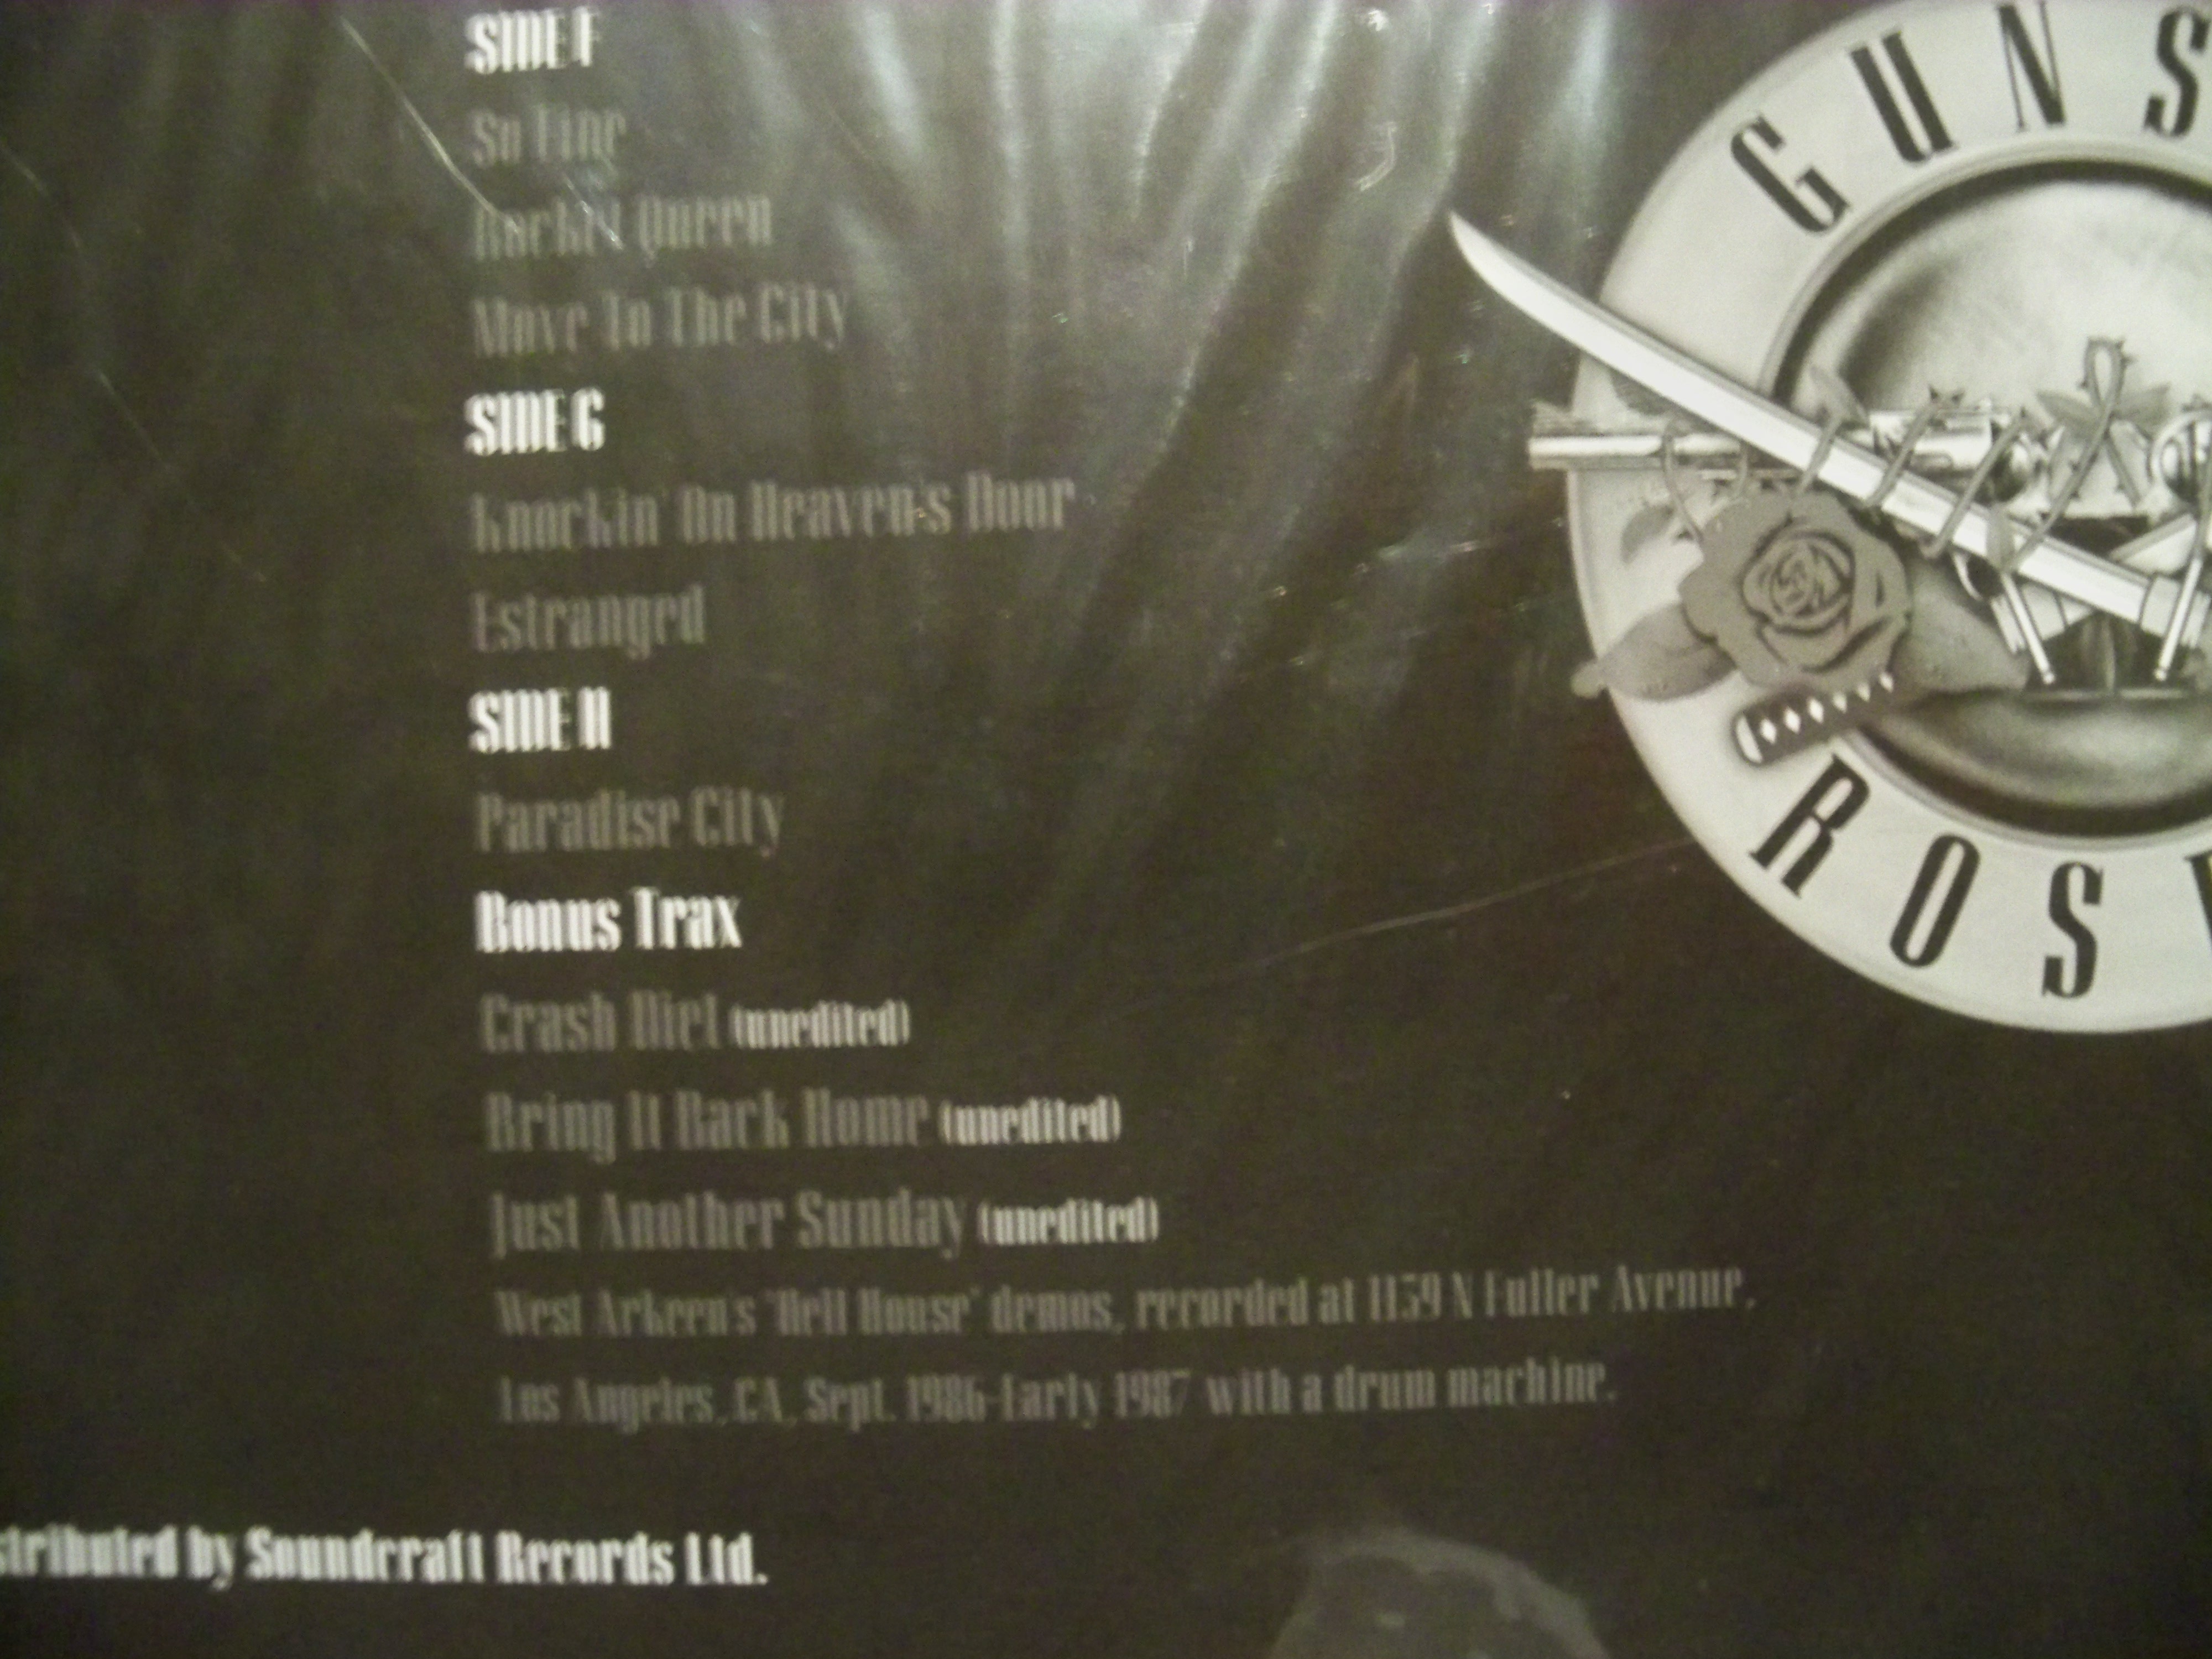 SIDE F
So Fine
Rocket Queen
Move To The City
SIDE G
Knockin' On Heaven's Door
Estranged
SIDE H
Paradise City
Bonus Trax
Crash Diet (unedited)
Bring It Back Home (unedited)
Just Another Sunday (unedited)
West Arkeen's 'Hell House' demos, recorded at 1139 N Fuller Avenue,
Los Angeles, CA, Sept. 1986-Early 1987 with a drum machine.
stributed by Soundcraft Records Ltd.
GUNS
ROS